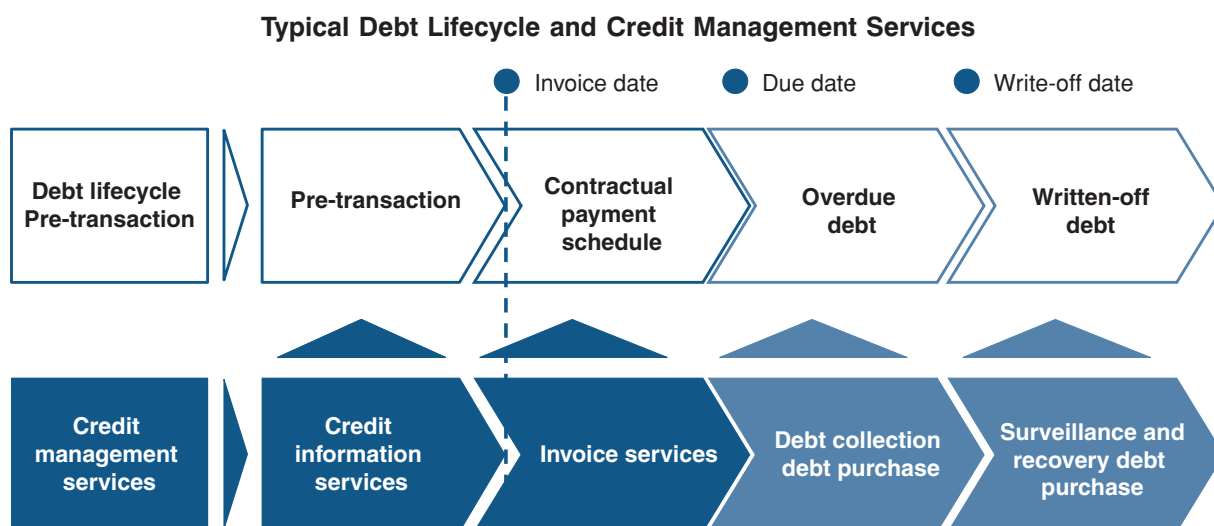 Typical Debt Lifecycle and Credit Management Services
Invoice date
Due date
Write-off date
Debt lifecycle
Pre-transaction
Pre-transaction
Contractual
payment
schedule
Overdue
debt
Written-off
debt
Credit
management
services
Credit
information
services
Invoice services
Debt collection
debt purchase
Surveillance and
recovery debt
purchase